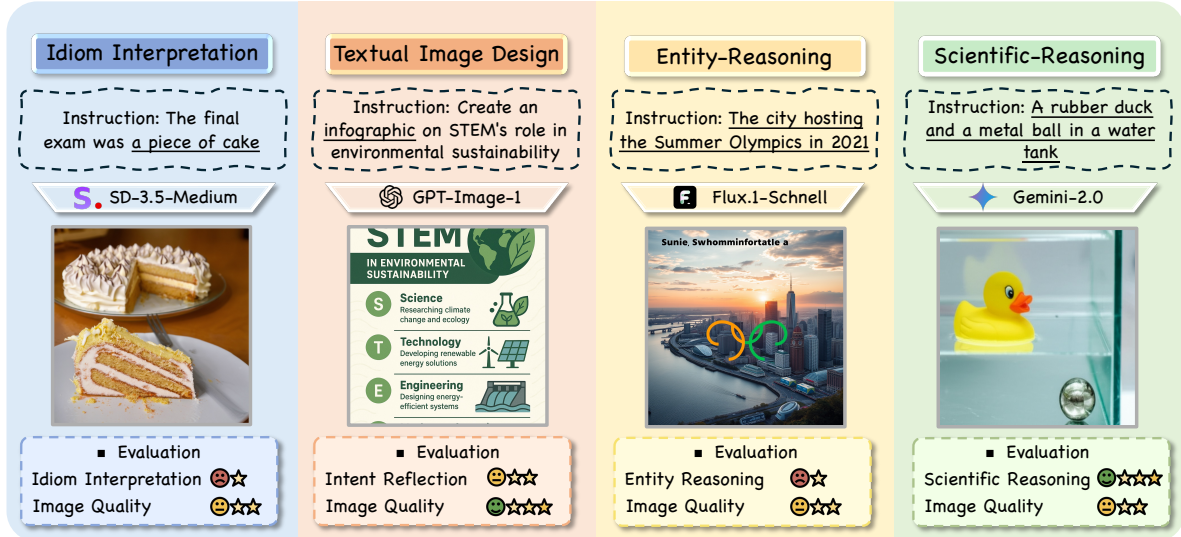 Idiom Interpretation
Instruction: The final
exam was a piece of cake
S. SD-3.5-Medium
▪ Evaluation
Idiom Interpretation
Image Quality
Textual Image Design
Instruction: Create an
infographic on STEM's role in
environmental sustainability
GPT-Image-1
STEM
IN ENVIRONMENTAL
SUSTAINABILITY
S Science
Researching climate
change and ecology
T Technology
Developing renewable
energy solutions
E Engineering
Designing energy-
efficient systems
▪ Evaluation
Intent Reflection
Image Quality
Entity-Reasoning
Instruction: The city hosting
the Summer Olympics in 2021
F. Flux.1-Schnell
Sunie, Swhomminfortatle a
▪ Evaluation
Entity Reasoning
Image Quality
Scientific-Reasoning
Instruction: A rubber duck
and a metal ball in a water
tank
Gemini-2.0
▪ Evaluation
Scientific Reasoning
Image Quality